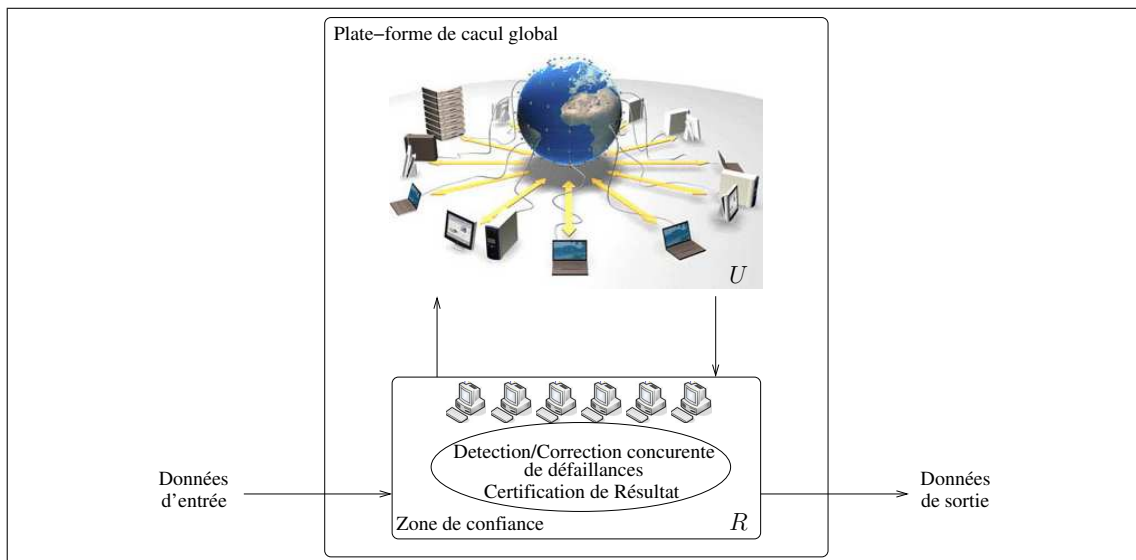 Plate−forme de cacul global
U
Detection/Correction concurente
de défaillances
Certification de Résultat
Données
d'entrée
Données
de sortie
Zone de confiance
R